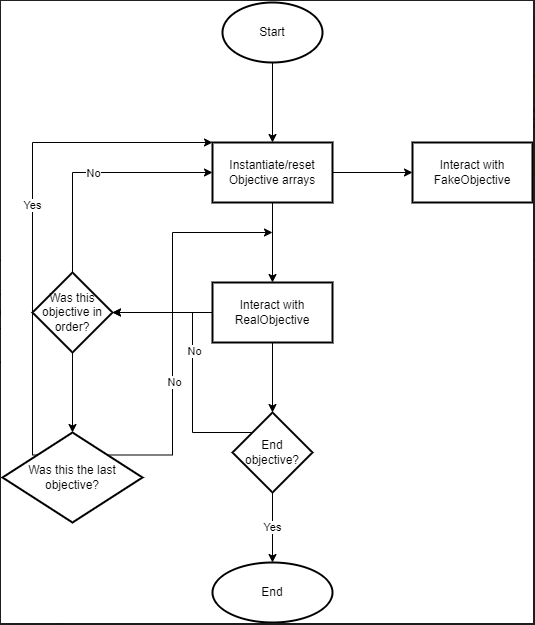 Start
Instantiate/reset
Objective arrays
Interact with
FakeObjective
No
Yes
Was this
objective in
order?
Interact with
RealObjective
No
No
End
objective?
Was this the last
objective?
Yes
End